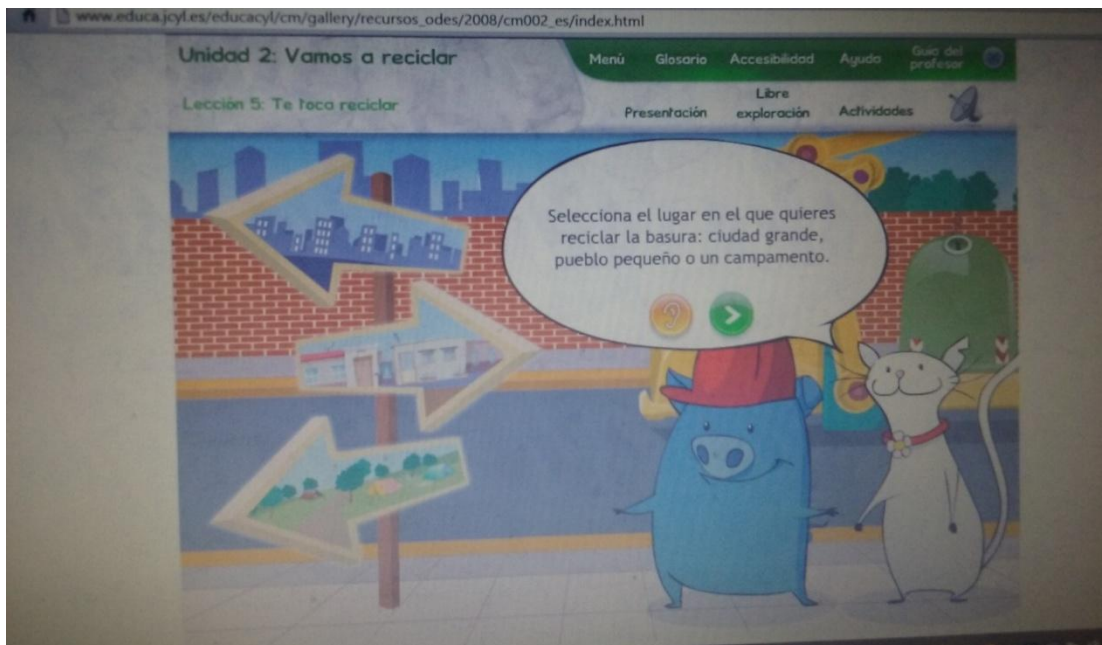 www.educa.jcyl.es/educacyl/cm/gallery/recursos_odes/2008/cm002_es/index.html
Unidad 2: Vamos a reciclar
Menú Glosario Accesibilidad Ayuda Guía del profesor
Lección 5: Te toca reciclar
Presentación Libre exploración Actividades
Selecciona el lugar en el que quieres
reciclar la basura: ciudad grande,
pueblo pequeño o un campamento.